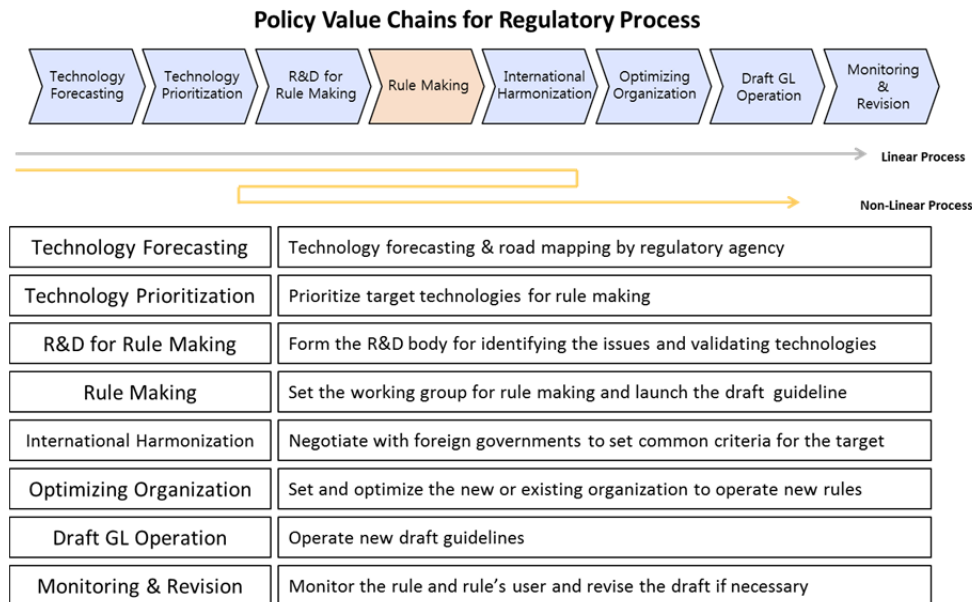 Policy Value Chains for Regulatory Process
Technology
Forecasting
Technology
Prioritization
R&D for
Rule Making
Rule Making
International
Harmonization
Optimizing
Organization
Draft GL
Operation
Monitoring
&
Revision
Linear Process
Non-Linear Process
Technology Forecasting
Technology forecasting & road mapping by regulatory agency
Technology Prioritization
Prioritize target technologies for rule making
R&D for Rule Making
Form the R&D body for identifying the issues and validating technologies
Rule Making
Set the working group for rule making and launch the draft guideline
International Harmonization
Negotiate with foreign governments to set common criteria for the target
Optimizing Organization
Set and optimize the new or existing organization to operate new rules
Draft GL Operation
Operate new draft guidelines
Monitoring & Revision
Monitor the rule and rule’s user and revise the draft if necessary